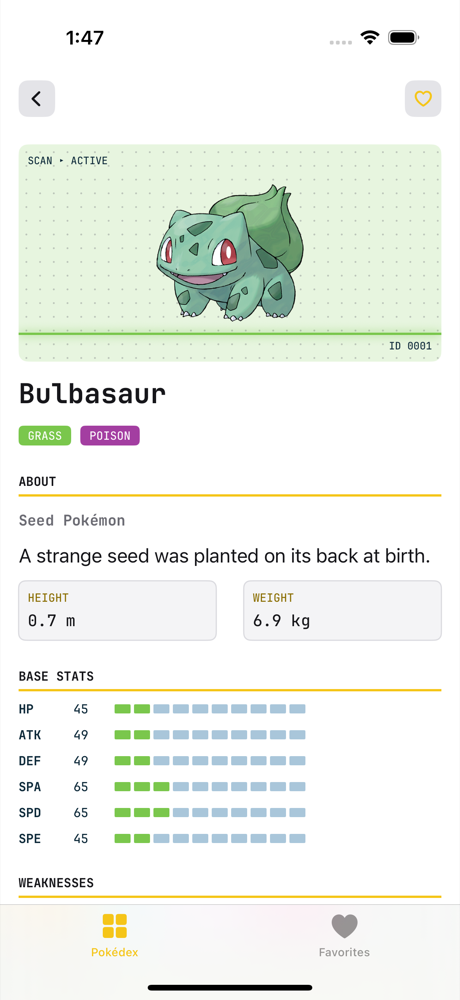 1:47
SCAN ▸ ACTIVE
ID 0001
Bulbasaur
GRASS POISON
ABOUT
Seed Pokémon
A strange seed was planted on its back at birth.
HEIGHT WEIGHT
0.7 m 6.9 kg
BASE STATS
HP 45
ATK 49
DEF 49
SPA 65
SPD 65
SPE 45
WEAKNESSES
Pokédex Favorites